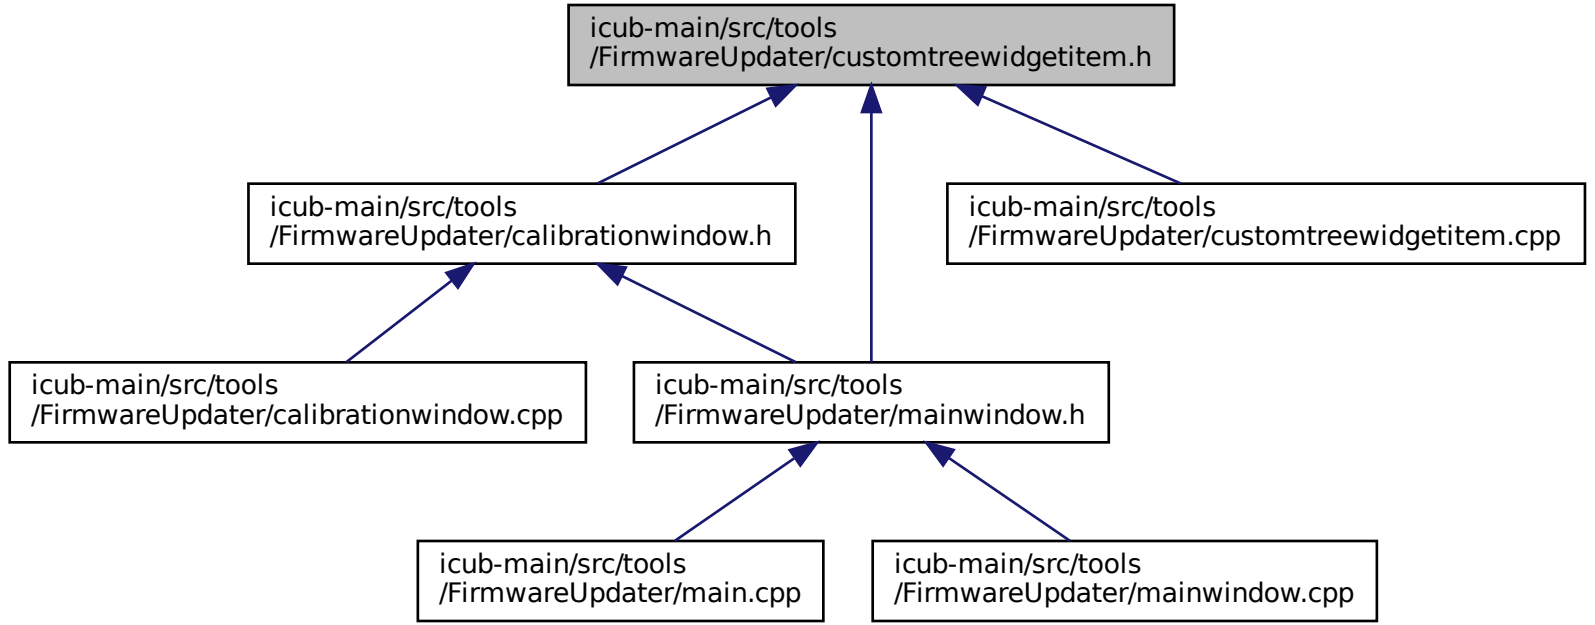 icub-main/src/tools
/FirmwareUpdater/customtreewidgetitem.h
icub-main/src/tools
/FirmwareUpdater/calibrationwindow.h
icub-main/src/tools
/FirmwareUpdater/customtreewidgetitem.cpp
icub-main/src/tools
/FirmwareUpdater/calibrationwindow.cpp
icub-main/src/tools
/FirmwareUpdater/mainwindow.h
icub-main/src/tools
/FirmwareUpdater/main.cpp
icub-main/src/tools
/FirmwareUpdater/mainwindow.cpp